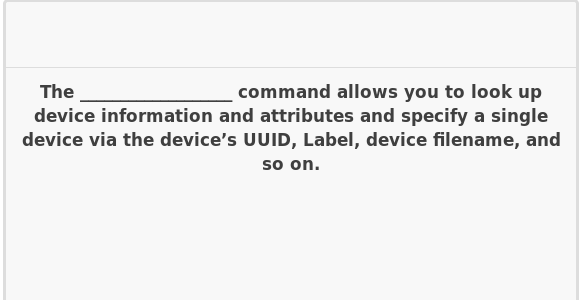 The ___________________ command allows you to look up
device information and attributes and specify a single
device via the device’s UUID, Label, device filename, and
so on.